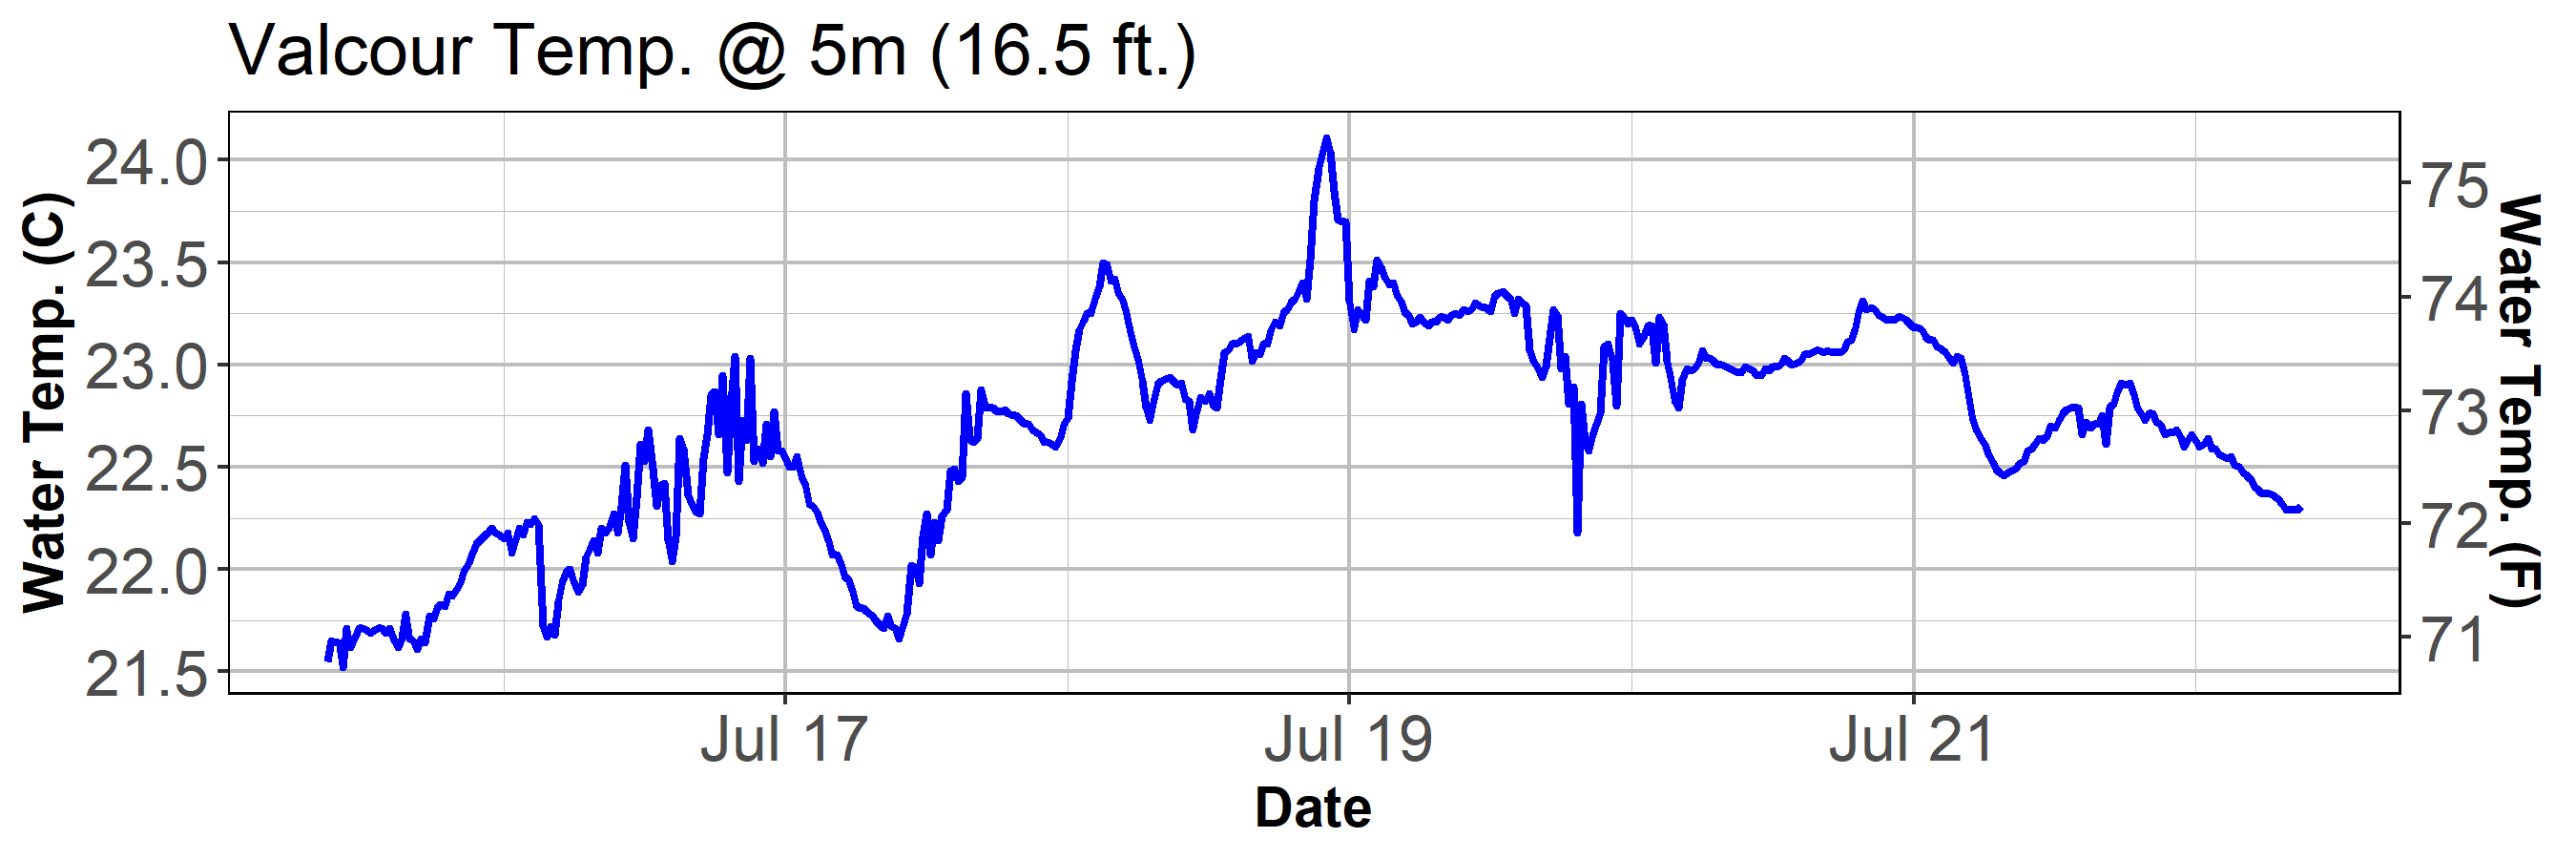 Valcour Temp. @ 5m (16.5 ft.)
Water Temp. (C)
24.0
23.5
23.0
22.5
22.0
21.5
75
74
73
72
71
Water Temp. (F)
Jul 17 Jul 19 Jul 21
Date